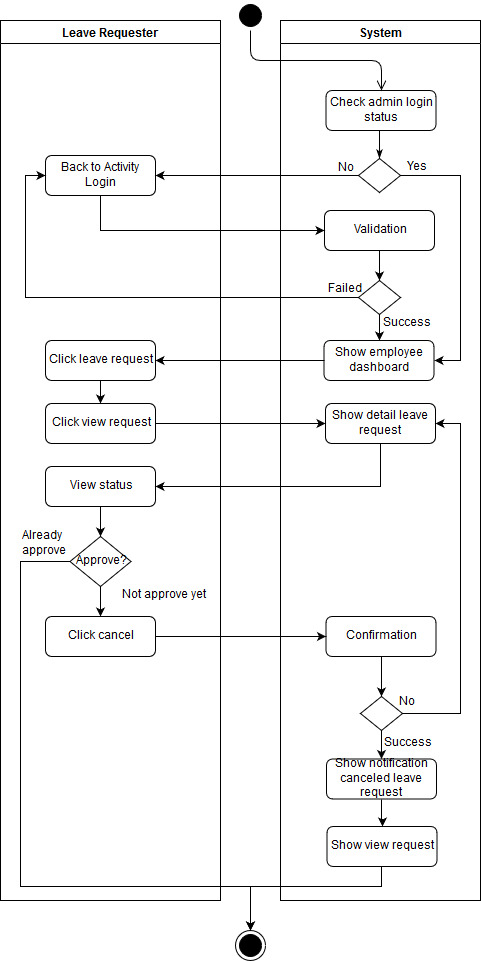 Leave Requester
System
Check admin login
status
No
Yes
Back to Activity
Login
Validation
Failed
Success
Show employee
dashboard
Click leave request
Click view request
Show detail leave
request
View status
Already
approve
Approve?
Not approve yet
Click cancel
Confirmation
No
Success
Show notification
canceled leave
request
Show view request